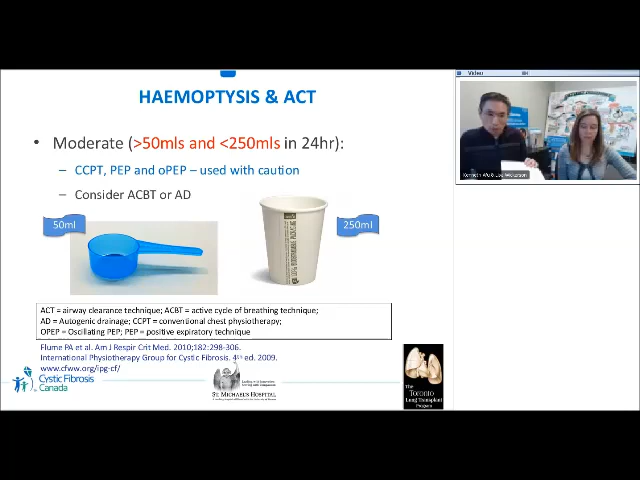 HAEMOPTYSIS & ACT
• Moderate (>50mls and <250mls in 24hr):
– CCPT, PEP and oPEP – used with caution
– Consider ACBT or AD
50ml
250ml
ACT = airway clearance technique; ACBT = active cycle of breathing technique;
AD = Autogenic drainage; CCPT = conventional chest physiotherapy;
OPEP = Oscillating PEP; PEP = positive expiratory technique
Flume PA et al. Am J Respir Crit Med. 2010;182:298-306.
International Physiotherapy Group for Cystic Fibrosis. 4th ed. 2009.
www.cfww.org/ipg-cf/
Cystic Fibrosis
Canada
ST. MICHAEL'S HOSPITAL
The
Toronto
Lung Transplant
Program
Video